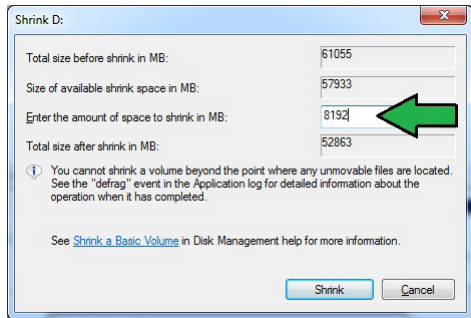 Shrink D:
Total size before shrink in MB: 61055
Size of available shrink space in MB: 57933
Enter the amount of space to shrink in MB: 8192
Total size after shrink in MB: 52863
You cannot shrink a volume beyond the point where any unmovable files are located.
See the "defrag" event in the Application log for detailed information about the
operation when it has completed.
See Shrink a Basic Volume in Disk Management help for more information.
Shrink Cancel